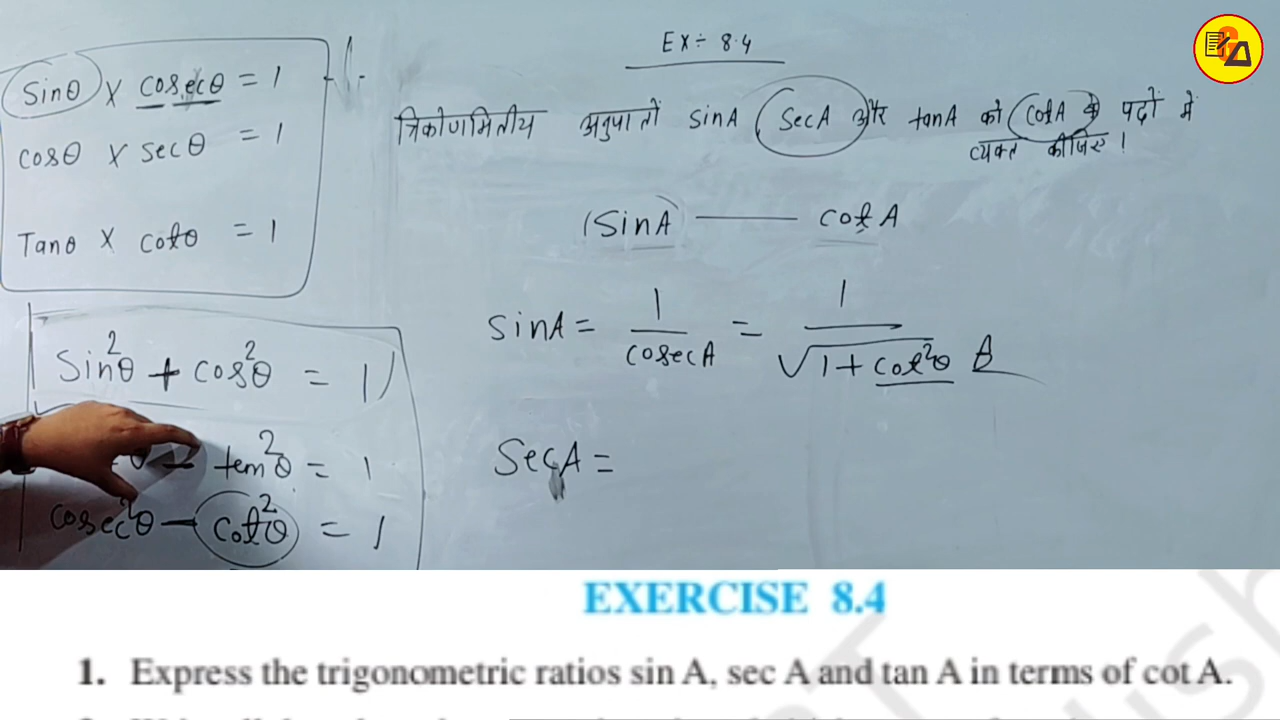 Ex÷ 8.4
sinθ × cosecθ = 1
cosθ × secθ = 1
Tanθ × cotθ = 1
त्रिकोणमितीय अनुपातों sinA, SecA और tanA को CotA के पदों में
व्यक्त कीजिए।
SinA —— cotA
sinA = 1/cosecA = 1/√1+cot²θ A
Sin²θ + cos²θ = 1
θ – tan²θ = 1
cosec²θ – cot²θ = 1
SecA =
EXERCISE 8.4
1. Express the trigonometric ratios sin A, sec A and tan A in terms of cot A.